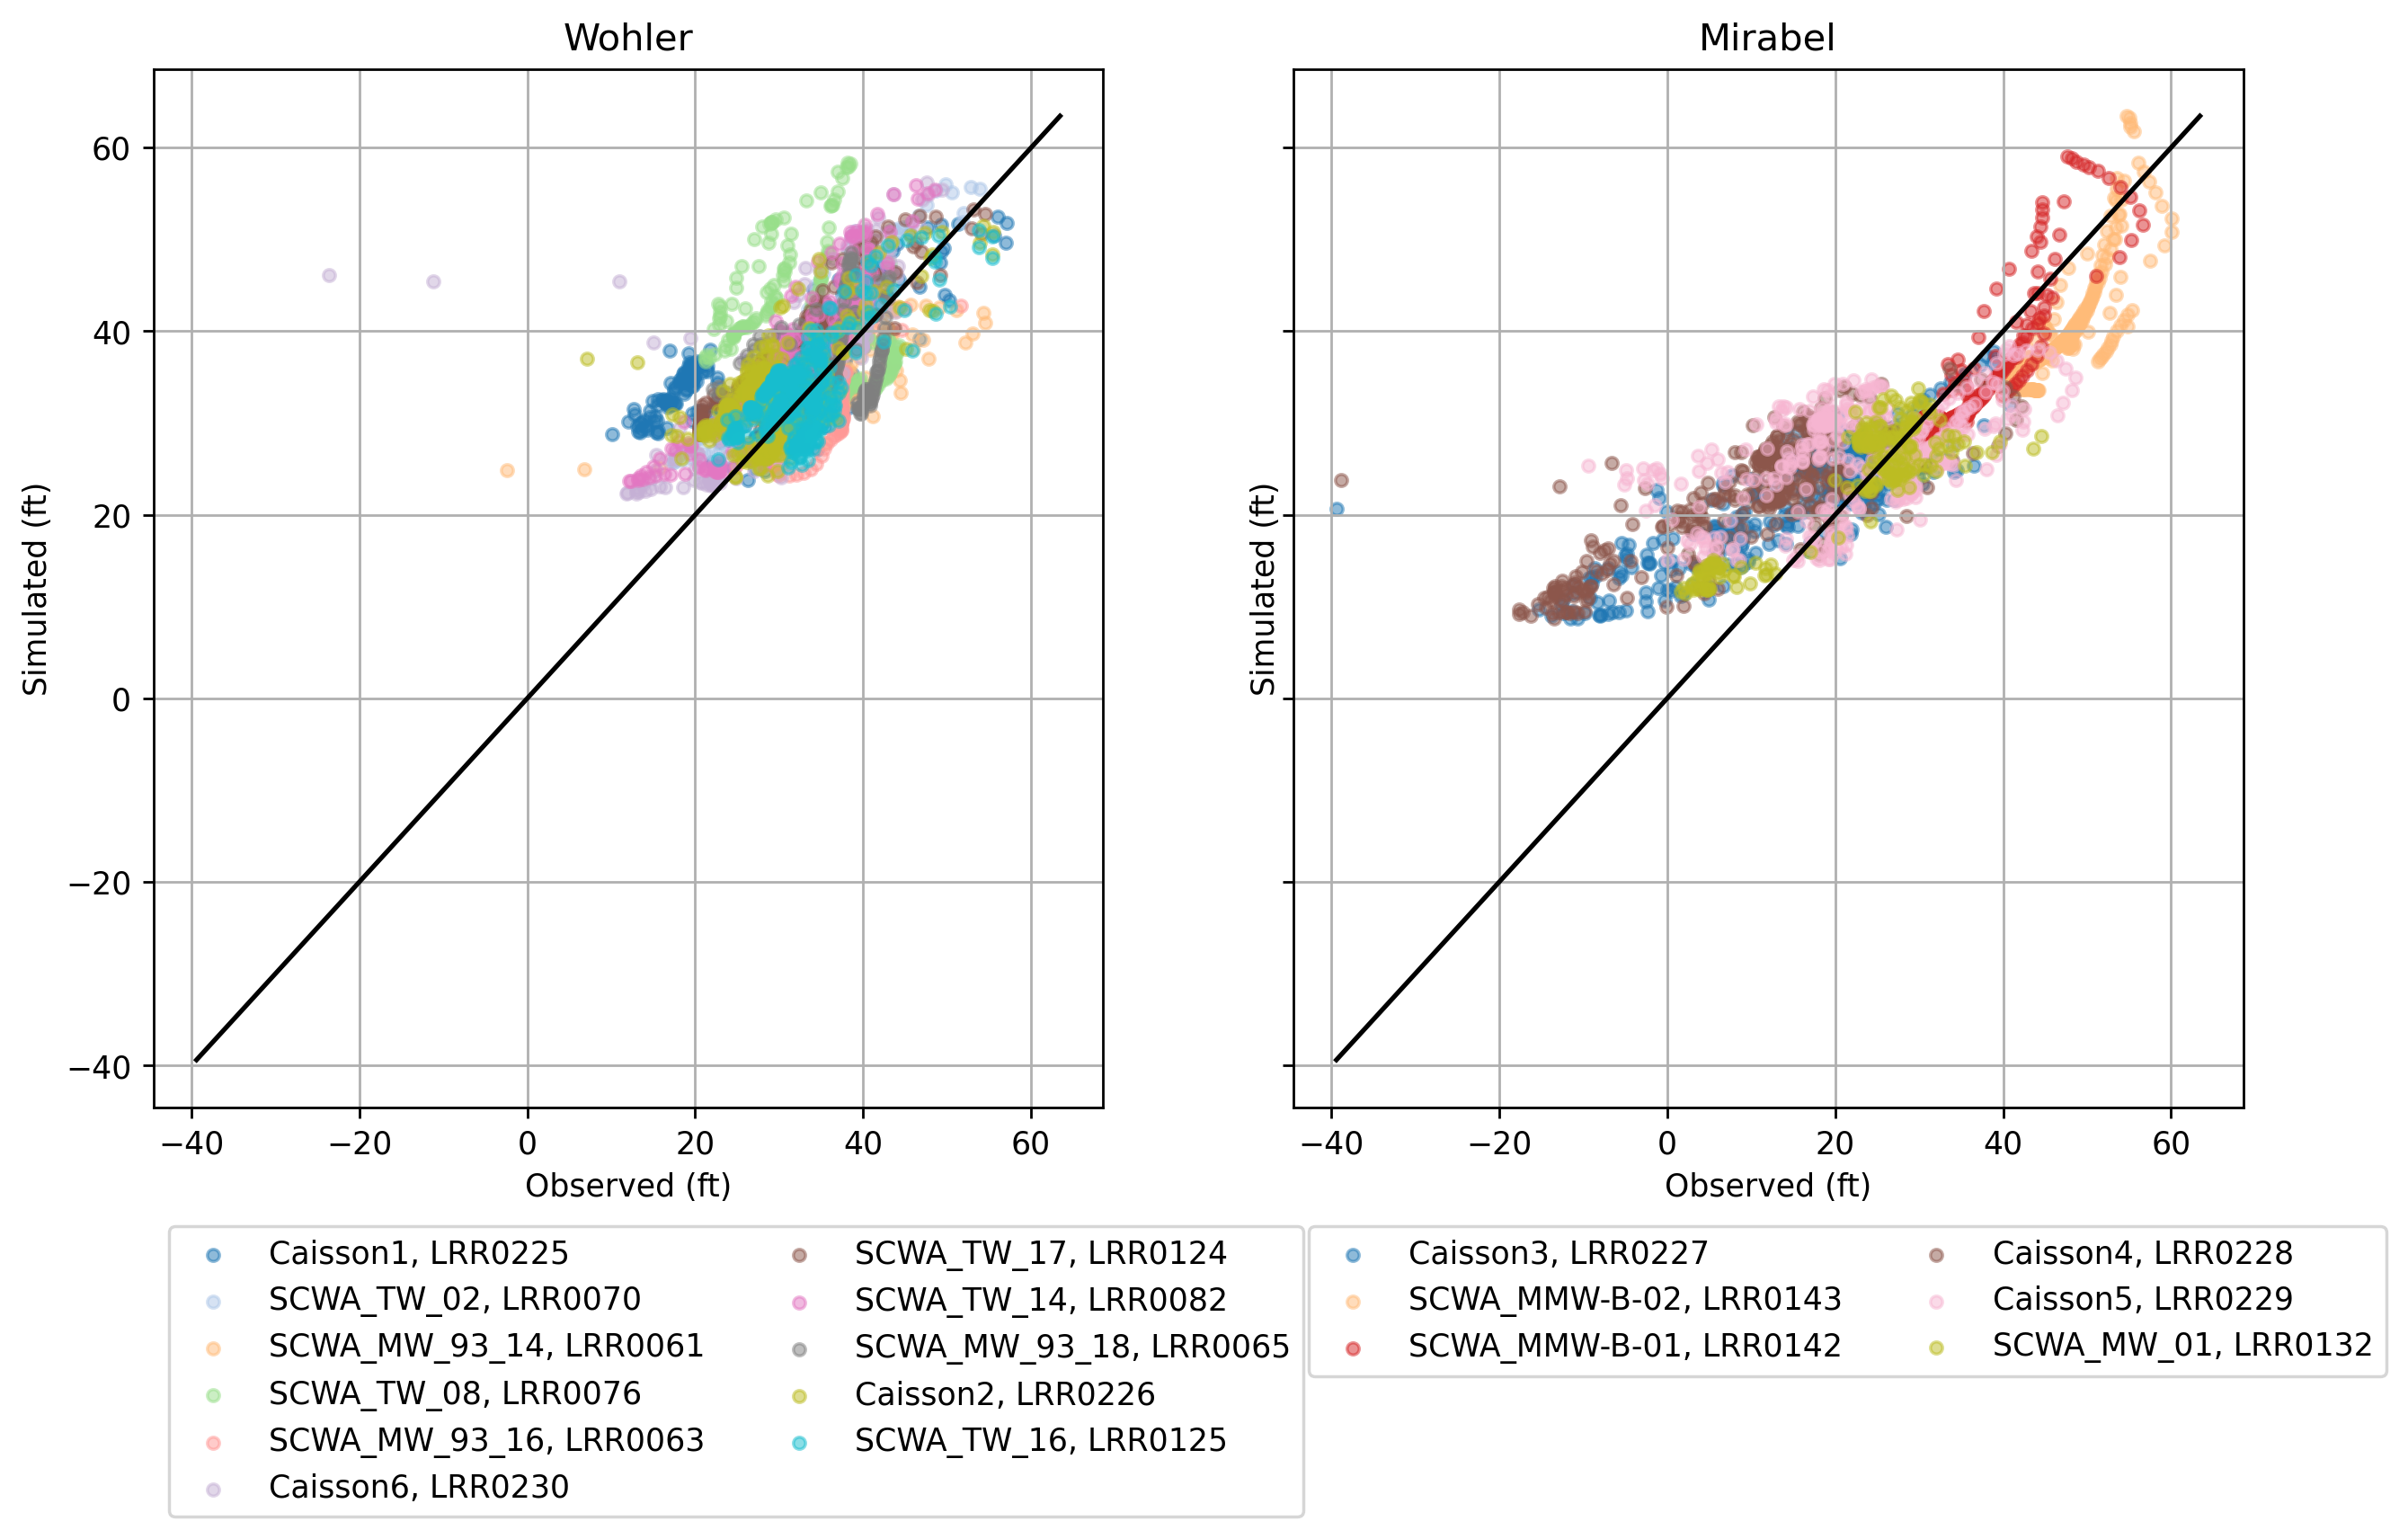 Wohler
Mirabel
60
40
20
0
−20
−40
Simulated (ft)
Simulated (ft)
−40 −20 0 20 40 60
−40 −20 0 20 40 60
Observed (ft)
Observed (ft)
Caisson1, LRR0225
SCWA_TW_02, LRR0070
SCWA_MW_93_14, LRR0061
SCWA_TW_08, LRR0076
SCWA_MW_93_16, LRR0063
Caisson6, LRR0230
SCWA_TW_17, LRR0124
SCWA_TW_14, LRR0082
SCWA_MW_93_18, LRR0065
Caisson2, LRR0226
SCWA_TW_16, LRR0125
Caisson3, LRR0227
SCWA_MMW-B-02, LRR0143
SCWA_MMW-B-01, LRR0142
Caisson4, LRR0228
Caisson5, LRR0229
SCWA_MW_01, LRR0132